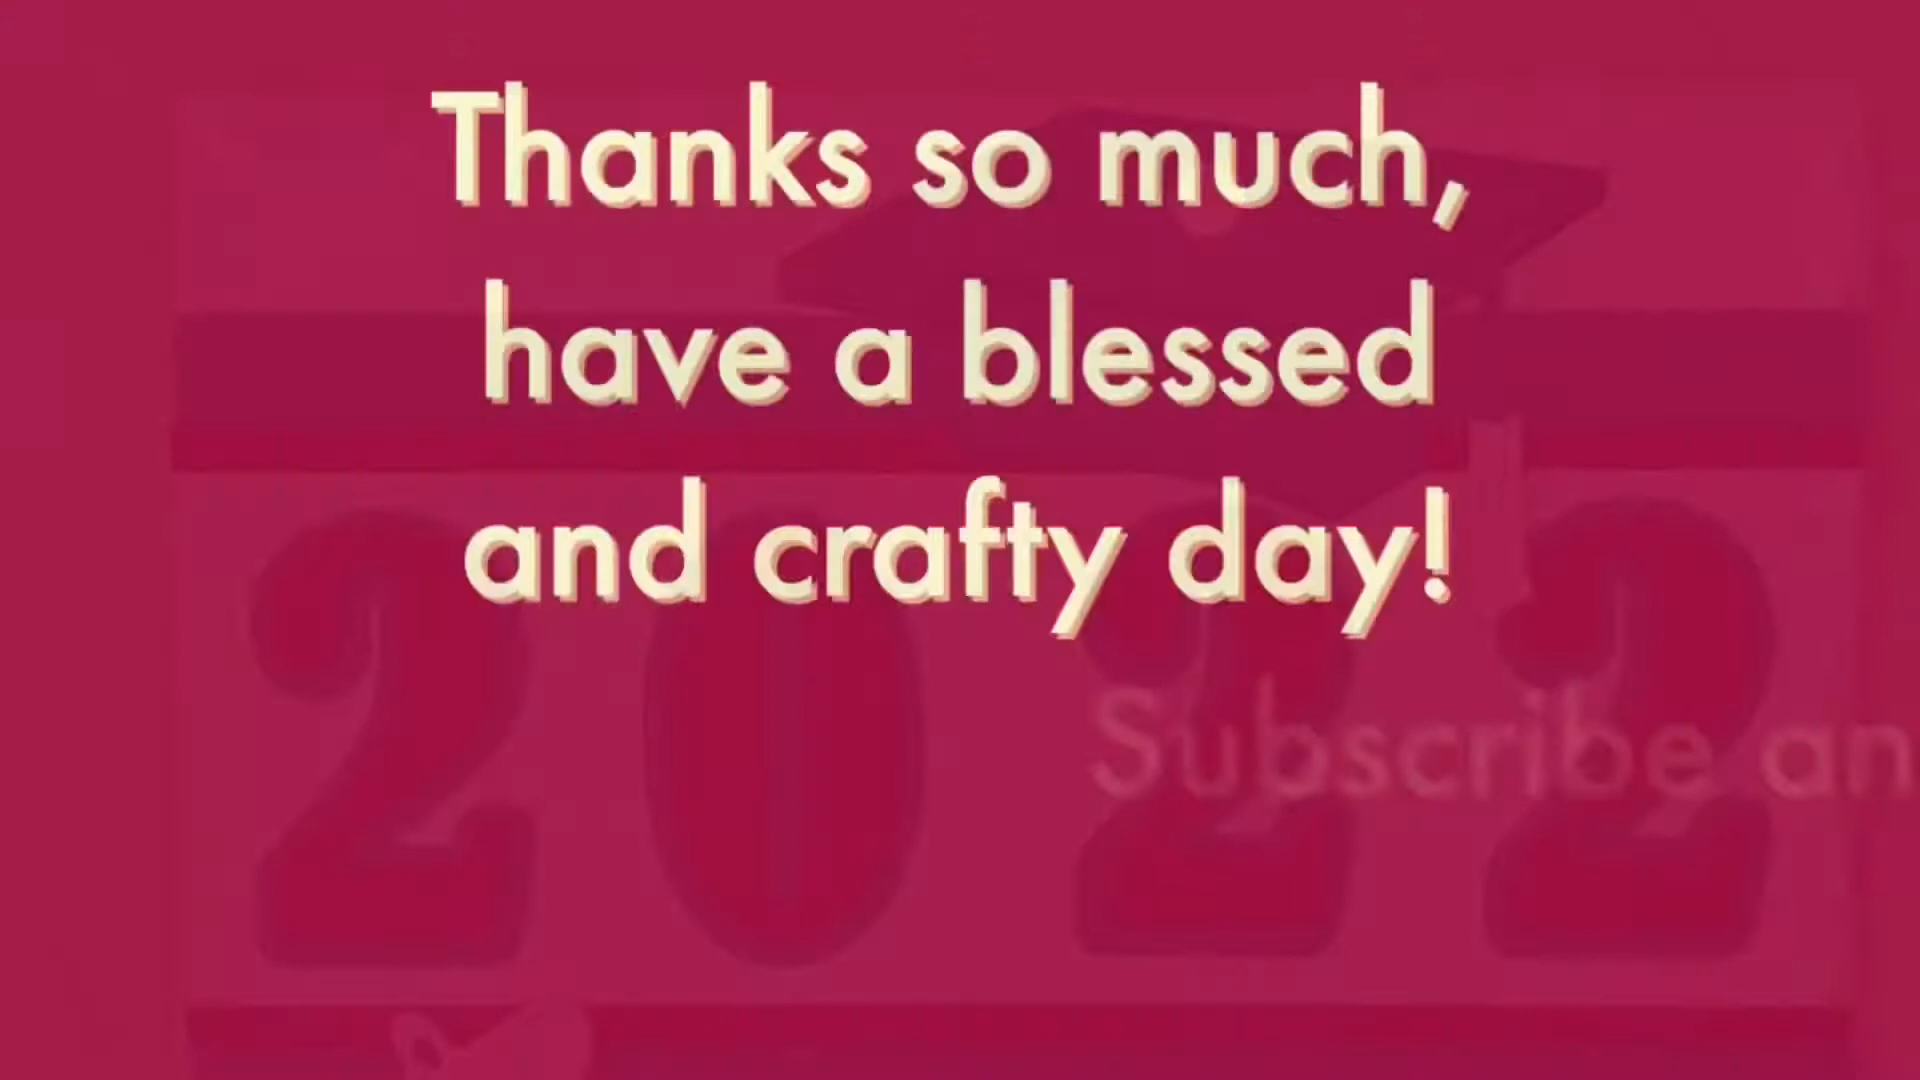 Thanks so much,
have a blessed
and crafty day!
2022
Subscribe an